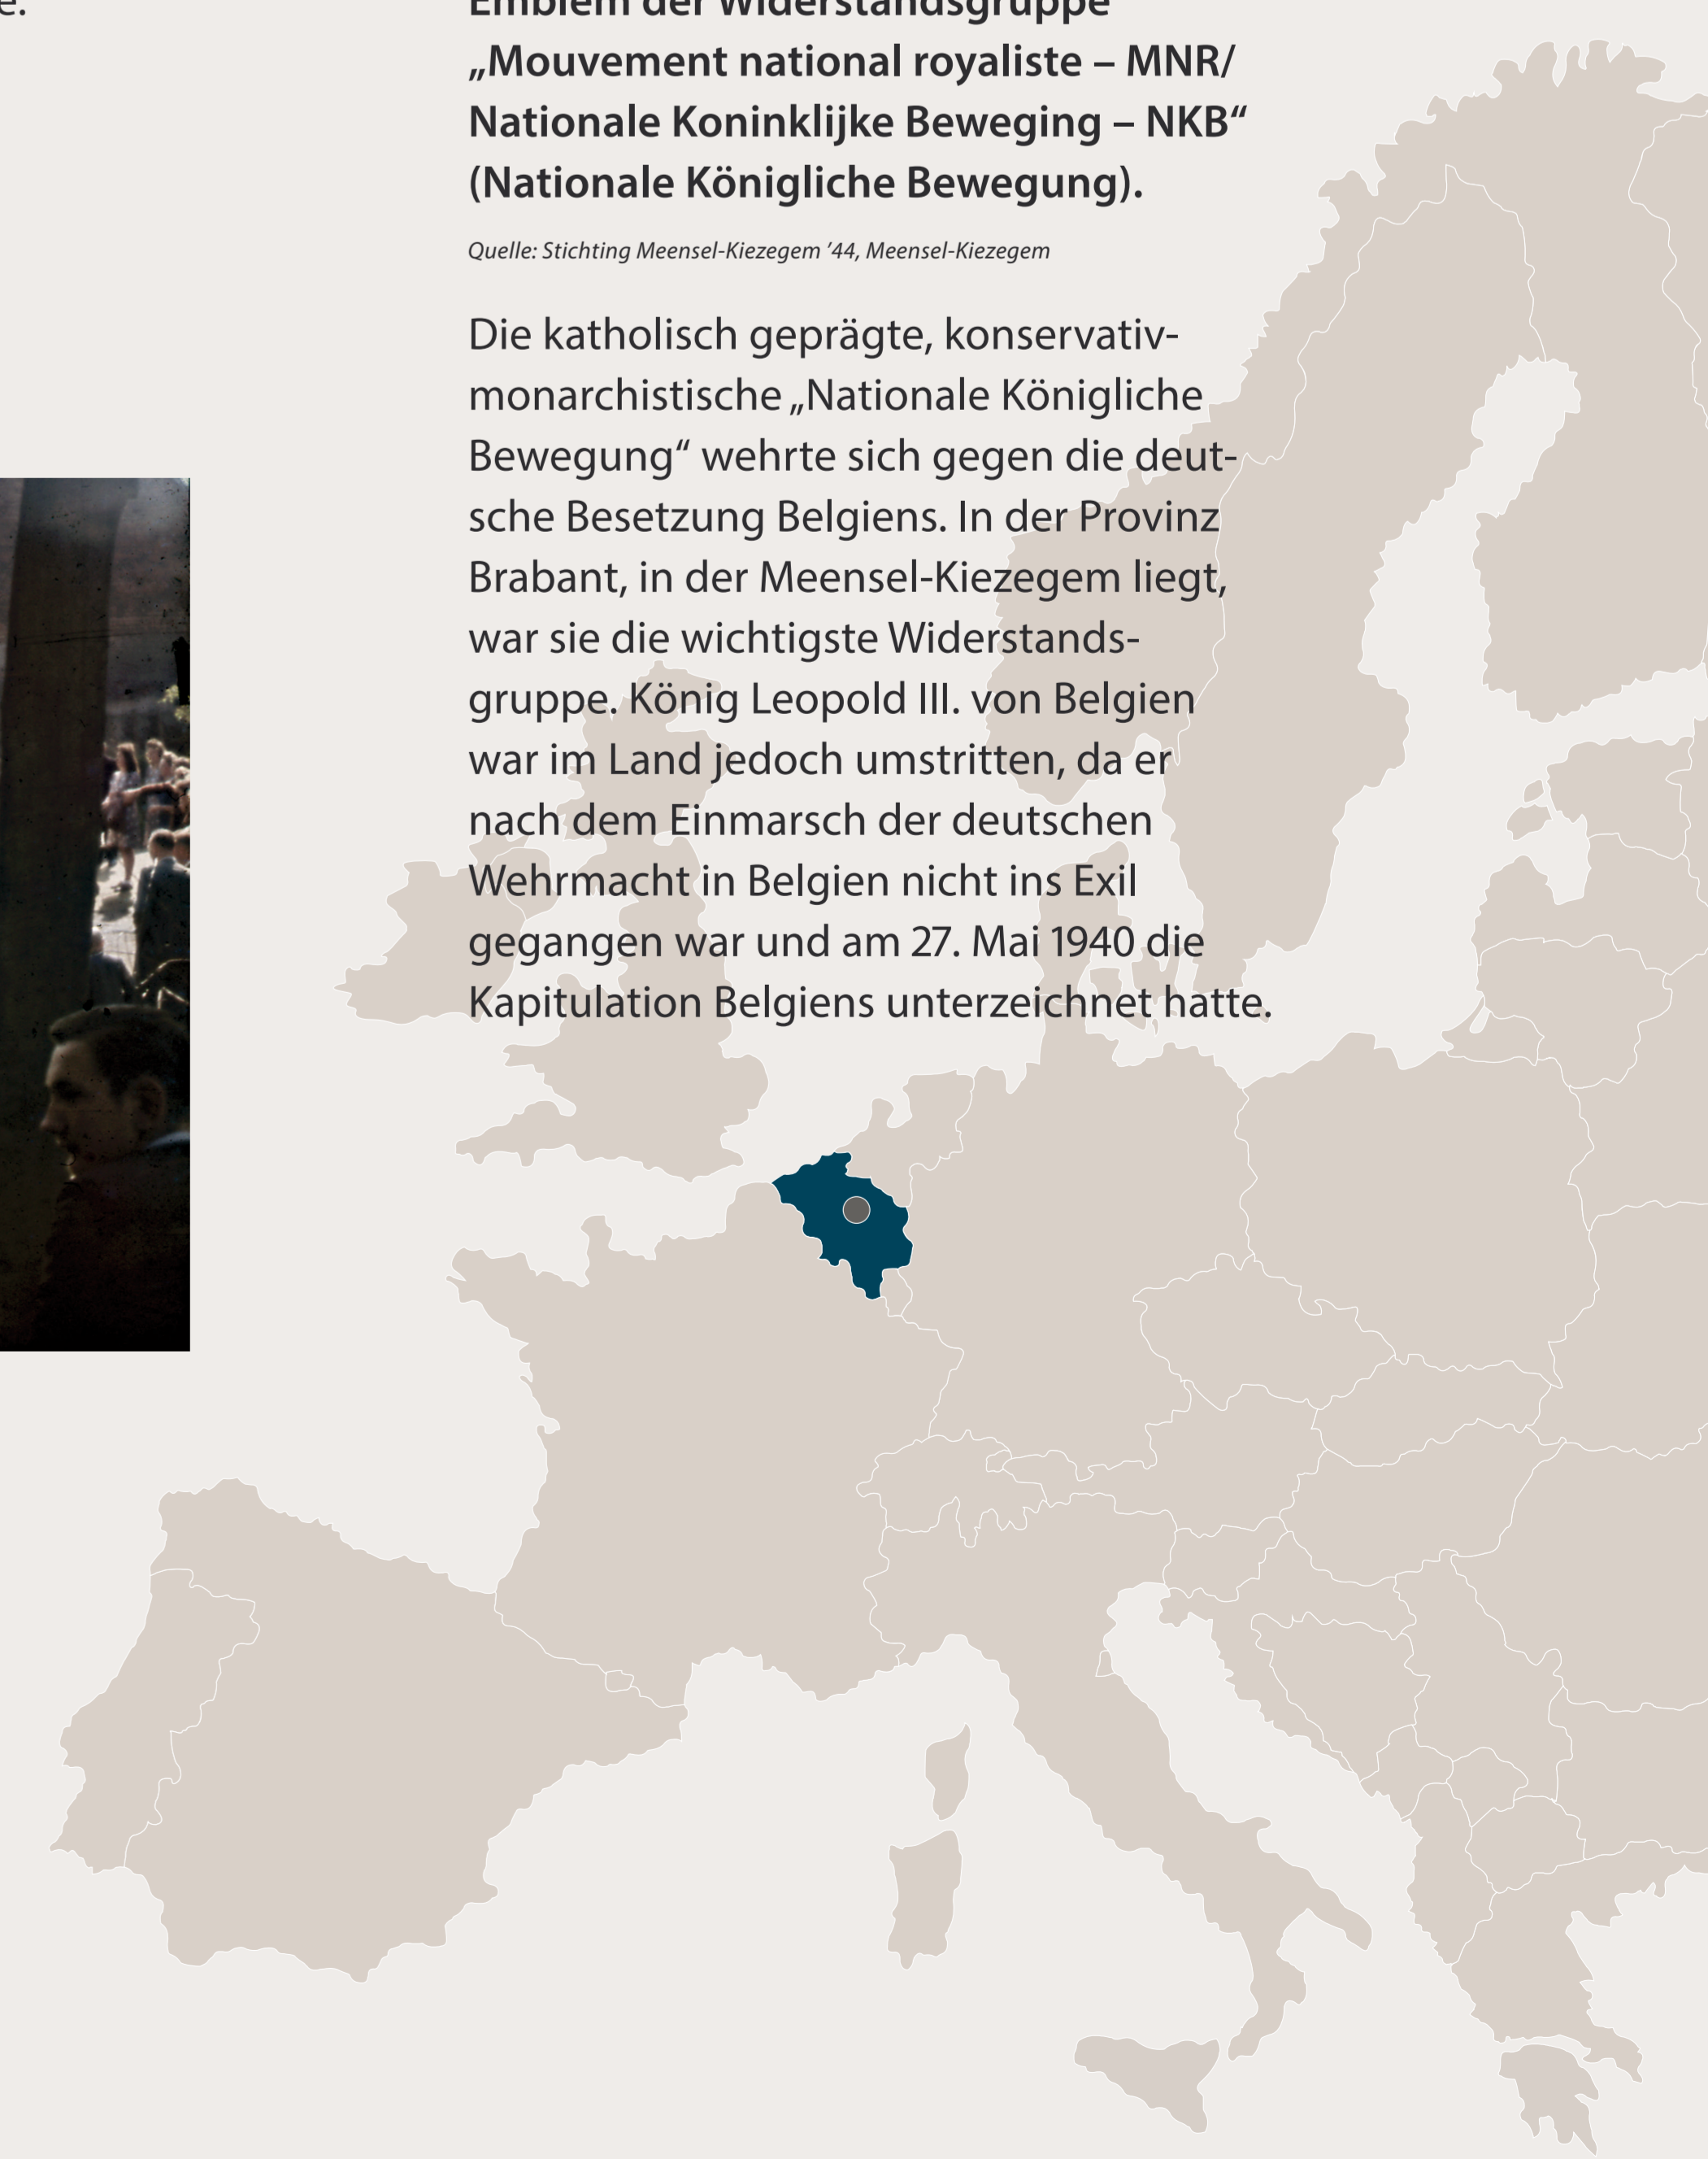 e.
Emblem der Widerstandsgruppe
„Mouvement national royaliste – MNR/
Nationale Koninklijke Beweging – NKB“
(Nationale Königliche Bewegung).
Quelle: Stichting Meensel-Kiezegem ’44, Meensel-Kiezegem
Die katholisch geprägte, konservativ-
monarchistische „Nationale Königliche
Bewegung“ wehrte sich gegen die deut-
sche Besetzung Belgiens. In der Provinz
Brabant, in der Meensel-Kiezegem liegt,
war sie die wichtigste Widerstands-
gruppe. König Leopold III. von Belgien
war im Land jedoch umstritten, da er
nach dem Einmarsch der deutschen
Wehrmacht in Belgien nicht ins Exil
gegangen war und am 27. Mai 1940 die
Kapitulation Belgiens unterzeichnet hatte.